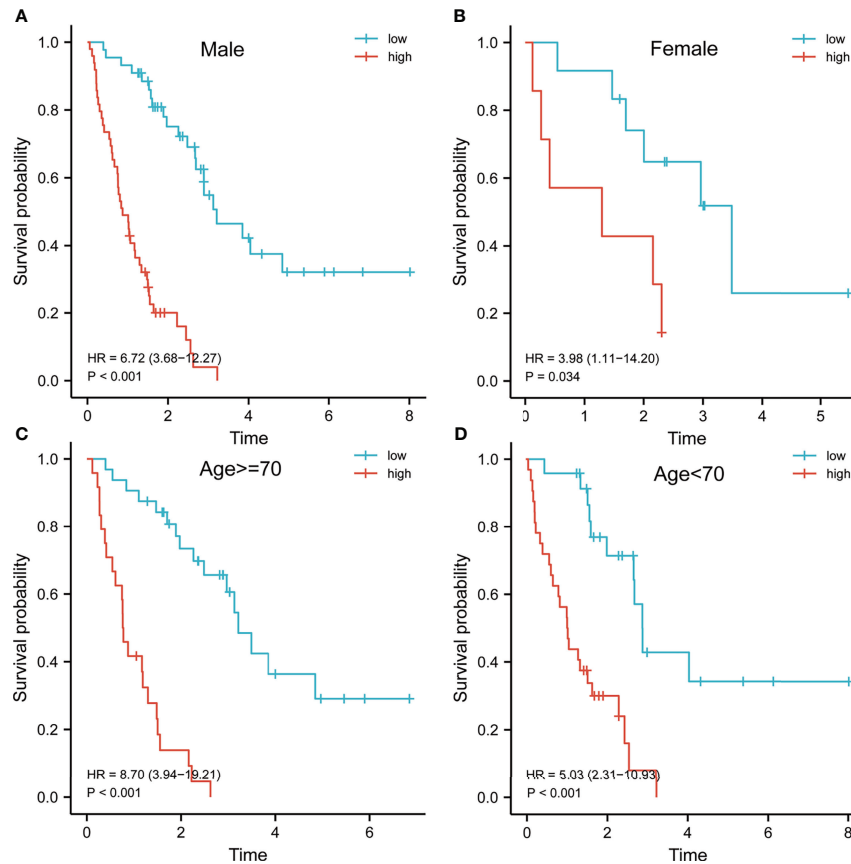 A
Male
low
high
Survival probability
1.0
0.8
0.6
0.4
0.2
0.0
HR = 6.72 (3.68−12.27)
P < 0.001
0 2 4 6 8
Time
B
Female
low
high
Survival probability
1.0
0.8
0.6
0.4
0.2
0.0
HR = 3.98 (1.11−14.20)
P = 0.034
0 1 2 3 4 5
Time
C
Age>=70
low
high
Survival probability
1.0
0.8
0.6
0.4
0.2
0.0
HR = 8.70 (3.94−19.21)
P < 0.001
0 2 4 6
Time
D
Age<70
low
high
Survival probability
1.0
0.8
0.6
0.4
0.2
0.0
HR = 5.03 (2.31−10.93)
P < 0.001
0 2 4 6 8
Time